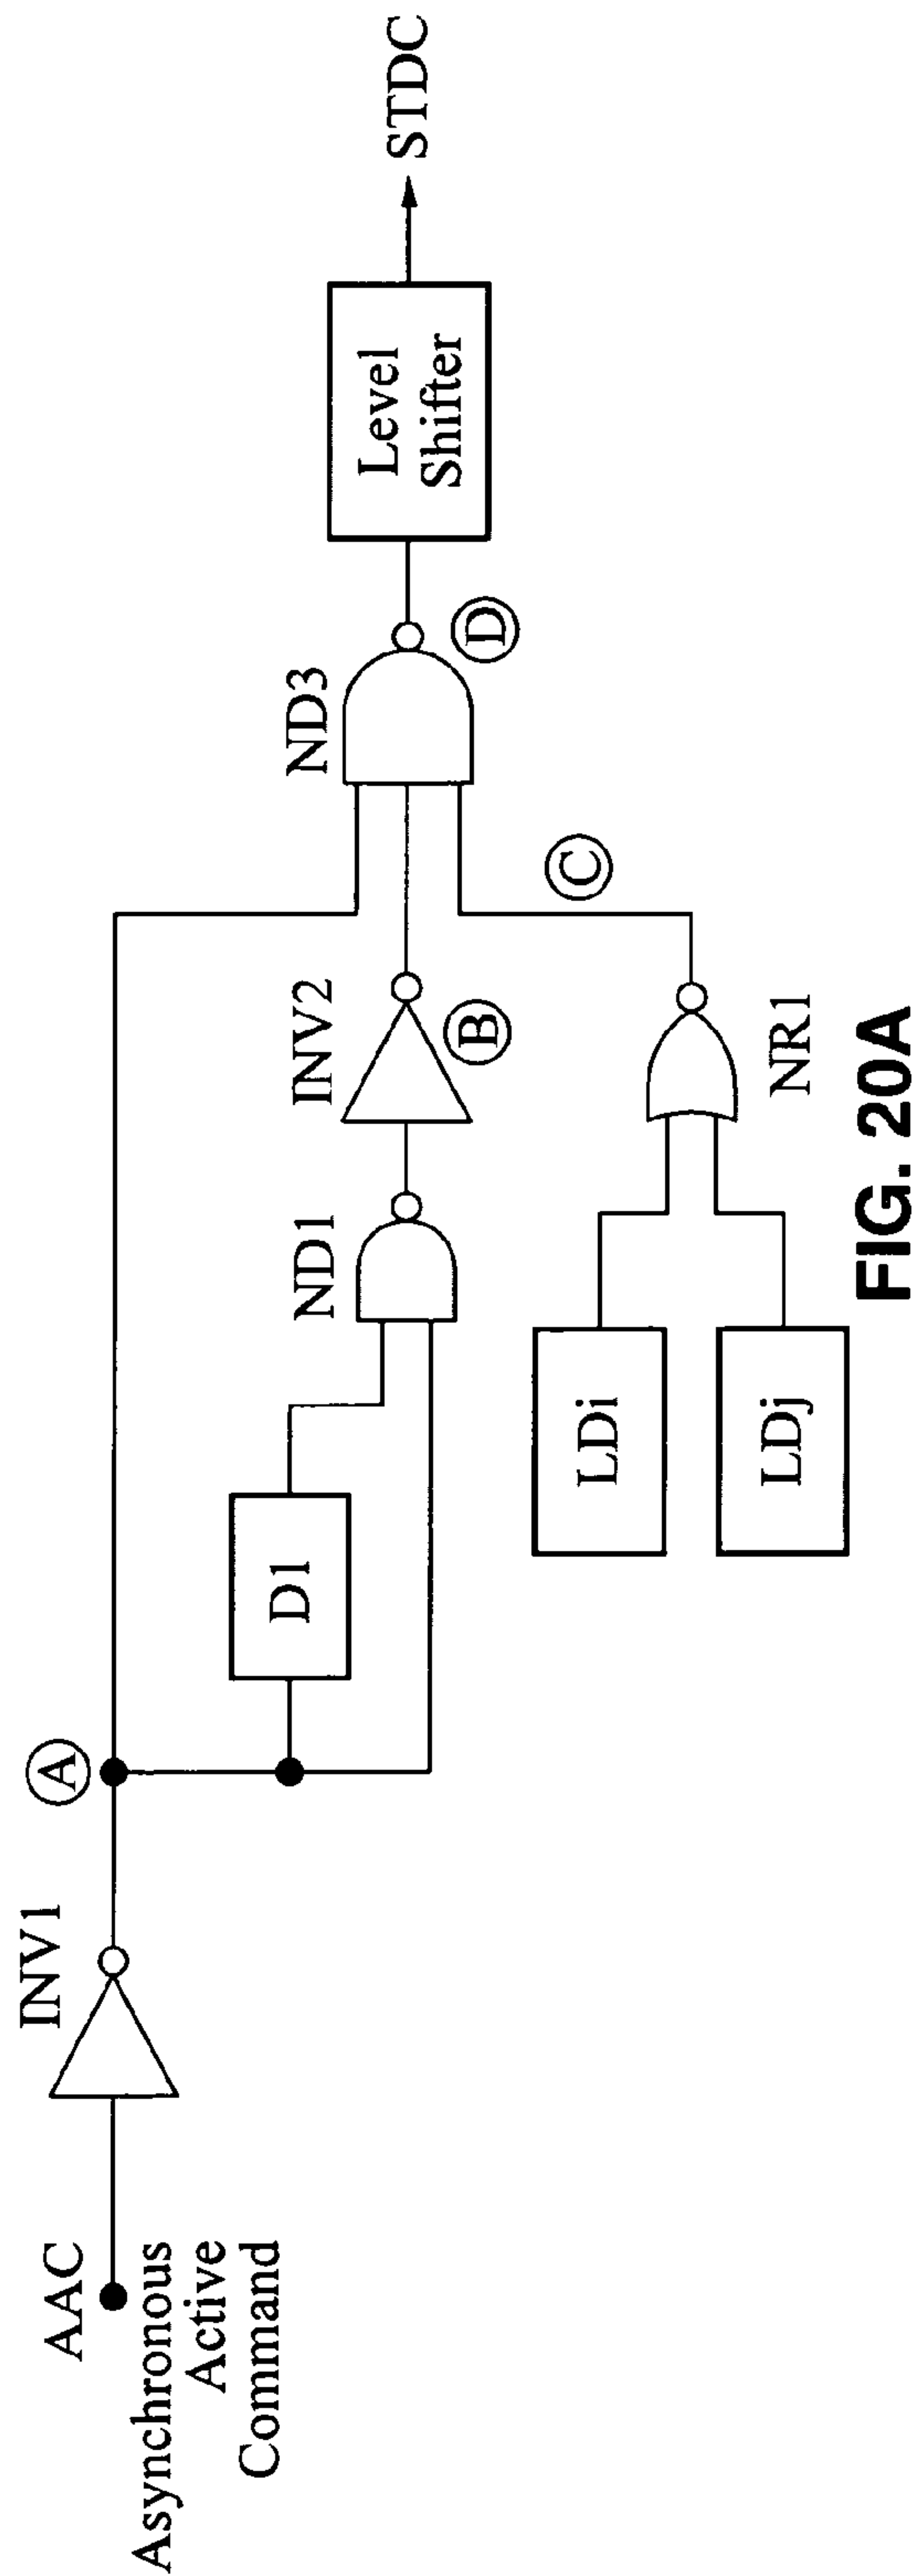 AAC
Asynchronous
Active
Command
INV1
Ⓐ
D1
ND1
INV2
Ⓑ
ND3
Ⓓ
Level
Shifter
STDC
LDi
LDj
NR1
Ⓒ
FIG. 20A